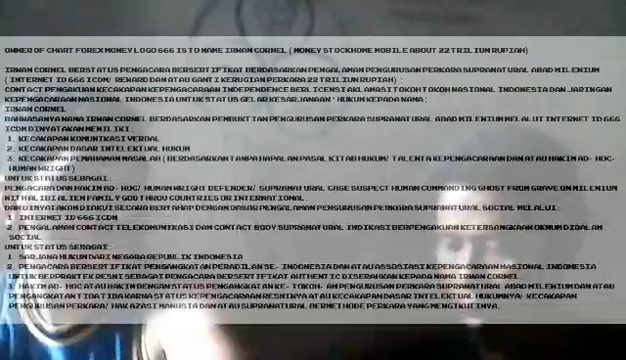 OWNER OF CHART FOREX MONEY LOGO 666 IS TO NAME IRWAN CORNEL ( MONEY STOCKHOME MOBILE ABOUT 22 TRILIUN RUPIAH)
IRWAN CORNEL BERSTATUS PENGACARA BERSERTIFIKAT BERDASARKAN PENGALAMAN PENGURUSAN PERKARA SUPRANATURAL ABAD MILENIUM
( INTERNET ID 666 ICDM/ REWARD DAN ATAU GANTI KERUGIAN PERKARA 22 TRILIUN RUPIAH) ;
CONTACT PENGAKUAN KECAKAPAN KEPENGACARAAN INDEPENDENCE BERLICENSI AKLAMASI TOKOH TOKOH NASIONAL INDONESIA DAN JARINGAN
KEPENGACARAAN NASIONAL INDONESIA UNTUK STATUS GELAR KESARJANAAN " HUKUM KEPADA NAMA ;
IRWAN CORNEL
BAHWASANYA NAMA IRWAN CORNEL BERDASARKAN PEMBUKTIAN PENGURUSAN PERKARA SUPRANATURAL ABAD MILENIUM MELALUI INTERNET ID 666
ICDM DINYATAKAN MEMILIKI ;
1. KECAKAPAN KOMUNIKASI VERBAL
2. KECAKAPAN DASAR INTELEKTUAL HUKUM
3. KECAKAPAN PEMAHAMAN MASALAH ( BERDASARKAN TANPA HAPALAN PASAL KITAB HUKUM/ TALENTA KEPENGACARAAN DAN ATAU HAKIM AD- HOC-
HUMAN WRIGHT)
UNTUK STATUS SEBAGAI :
PENGACARA DAN HAKIM AD- HOC/ HUMAN WRIGHT DEFENDER/ SUPRANATURAL CASE SUSPECT HUMAN COMMANDING GHOST FROM GRAVE ON MILENIUM
WITH ALIBI ALIEN FAMILY GOD THROU COUNTRIES OR INTERNATIONAL
DAN DINYATAKAN DIAKUI SECARA BERTAHAP DENGAN DASAR PENGALAMAN PENGURUSAN PERKARA SUPRANATURAL SOCIAL MELALUI :
1. INTERNET ID 666 ICDM
2. PENGALAMAN CONTACT TELEKOMUNIKASI DAN CONTACT BODY SUPRANATURAL INDIKASI BERPENGAKUAN KETERSANGKAAN OKNUM DIDALAM
SOCIAL
UNTUK STATUS SEBAGAI :
1. SARJANA HUKUM DARI NEGARA REPUBLIK INDONESIA
2. PENGACARA BERSERTIFIKAT PENGANGKATAN PERADILAN SE- INDONESIA DAN ATAU ASSOSIASI KEPENGACARAAN NASIONAL INDONESIA
UNTUK BERPRAKTEK RESMI SEBAGAI PENGACARA BERSERTIFIKAT AUTHENTIC DISERAHKAN KEPADA NAMA IRWAN CORNEL
3. HAKIM AD- HOC ATAU HAKIM DENGAN STATUS PENGANGKATAN KE- TOKOH- AN PENGURUSAN PERKARA SUPRANATURAL ABAD MILENIUM DAN ATAU
PENGANGKATAN TIDAK KARNA STATUS KEPENGACARAAN RESMINYA ATAU KECAKAPAN DASAR INTELEKTUAL HUKUMNYA/ KECAKAPAN
PENGURUSAN PERKARA/ HAK AZASI MANUSIA DAN ATAU SUPRANATURAL BERMETHODE PERKARA YANG MENGIKUTINYA.